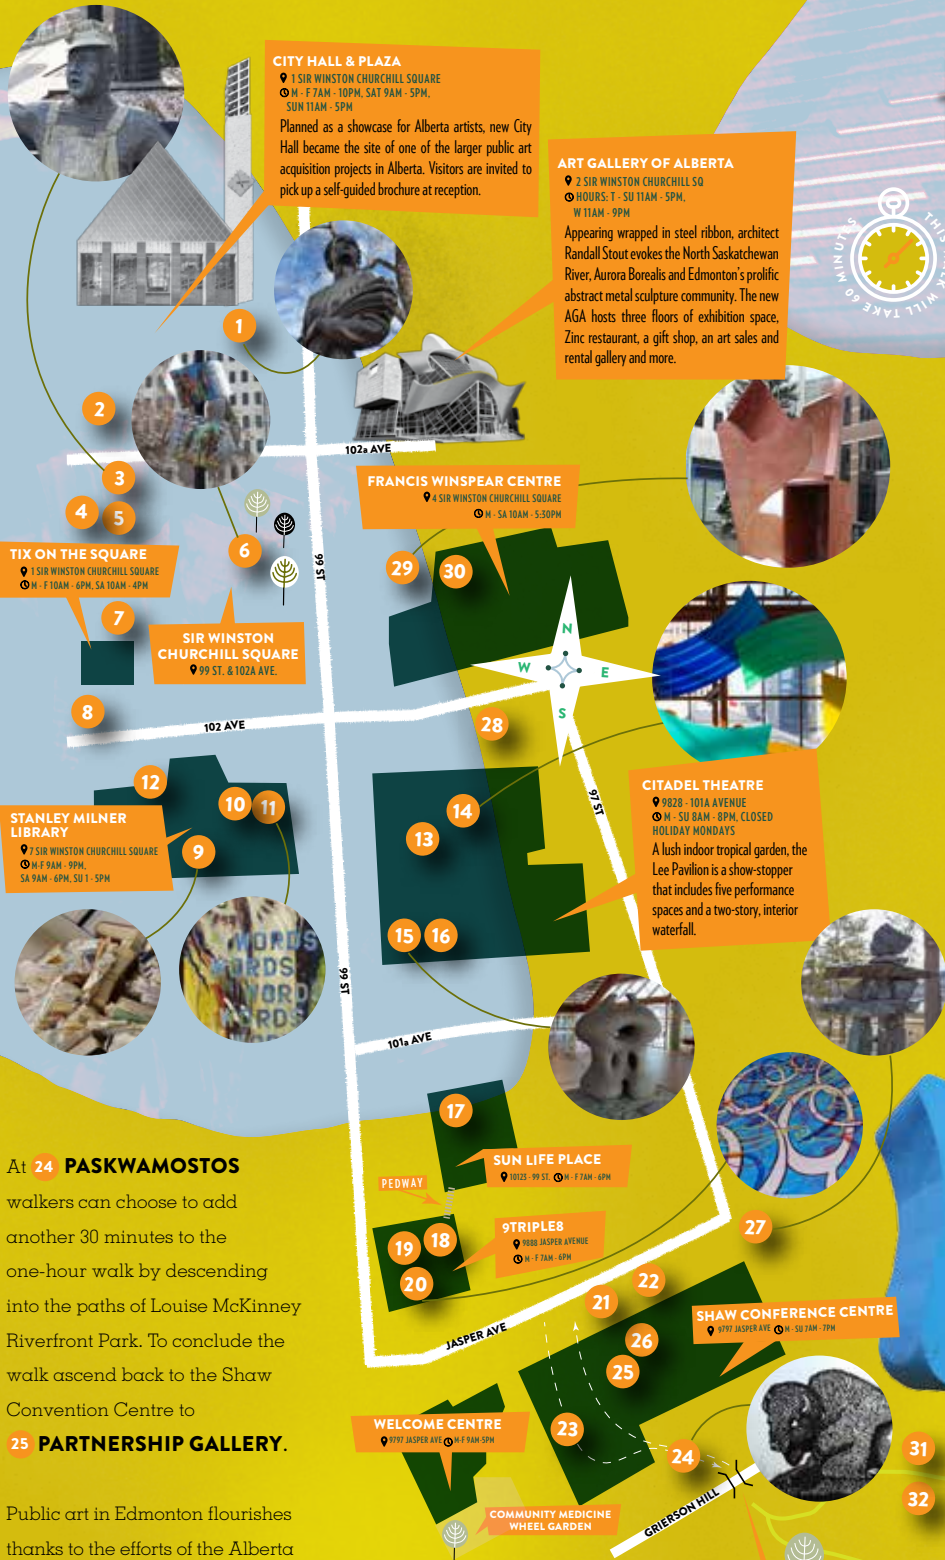 CITY HALL & PLAZA
1 SIR WINSTON CHURCHILL SQUARE
M - F 7AM - 10PM, SAT 9AM - 5PM,
SUN 11AM - 5PM
Planned as a showcase for Alberta artists, new City
Hall became the site of one of the larger public art
acquisition projects in Alberta. Visitors are invited to
pick up a self-guided brochure at reception.
ART GALLERY OF ALBERTA
2 SIR WINSTON CHURCHILL SQ
HOURS: T - SU 11AM - 5PM,
W 11AM - 9PM
Appearing wrapped in steel ribbon, architect
Randall Stout evokes the North Saskatchewan
River, Aurora Borealis and Edmonton's prolific
abstract metal sculpture community. The new
AGA hosts three floors of exhibition space,
Zinc restaurant, a gift shop, an art sales and
rental gallery and more.
WILL TAKE 60 MINUTES
1
2
102a AVE
3
4
5
FRANCIS WINSPEAR CENTRE
4 SIR WINSTON CHURCHILL SQUARE
M - SA 10AM - 5:30PM
TIX ON THE SQUARE
1 SIR WINSTON CHURCHILL SQUARE
M - F 10AM - 6PM, SA 10AM - 4PM
6
99 ST
29
30
7
SIR WINSTON
CHURCHILL SQUARE
99 ST. & 102A AVE.
N
W
E
S
8
102 AVE
28
12
10
11
STANLEY MILNER
LIBRARY
7 SIR WINSTON CHURCHILL SQUARE
M-F 9AM - 9PM,
SA 9AM - 6PM, SU 1 - 5PM
9
14
13
97 ST
CITADEL THEATRE
9828 - 101A AVENUE
M - SU 8AM - 8PM, CLOSED
HOLIDAY MONDAYS
A lush indoor tropical garden, the
Lee Pavilion is a show-stopper
that includes five performance
spaces and a two-story, interior
waterfall.
15
16
WORDS
WORDS
WORD
WORDS
99 ST
101a AVE
17
SUN LIFE PLACE
10123 - 99 ST. M - F 7AM - 6PM
PEDWAY
9TRIPLE8
9888 JASPER AVENUE
M - F 7AM - 6PM
19
18
20
27
21
22
JASPER AVE
SHAW CONFERENCE CENTRE
9797 JASPER AVE M - SU 7AM - 7PM
26
25
23
24
WELCOME CENTRE
9797 JASPER AVE M-F 9AM-5PM
COMMUNITY MEDICINE
WHEEL GARDEN
GRIERSON HILL
31
32
At 24 PASKWAMOSTOS
walkers can choose to add
another 30 minutes to the
one-hour walk by descending
into the paths of Louise McKinney
Riverfront Park. To conclude the
walk ascend back to the Shaw
Convention Centre to
25 PARTNERSHIP GALLERY.
Public art in Edmonton flourishes
thanks to the efforts of the Alberta